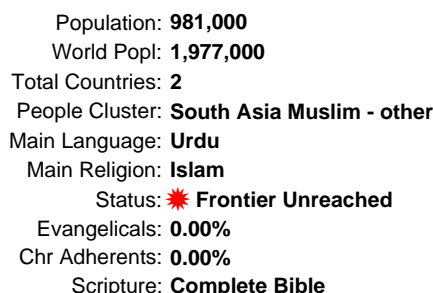 Population: 981,000
World Popl: 1,977,000
Total Countries: 2
People Cluster: South Asia Muslim - other
Main Language: Urdu
Main Religion: Islam
Status: Frontier Unreached
Evangelicals: 0.00%
Chr Adherents: 0.00%
Scripture: Complete Bible